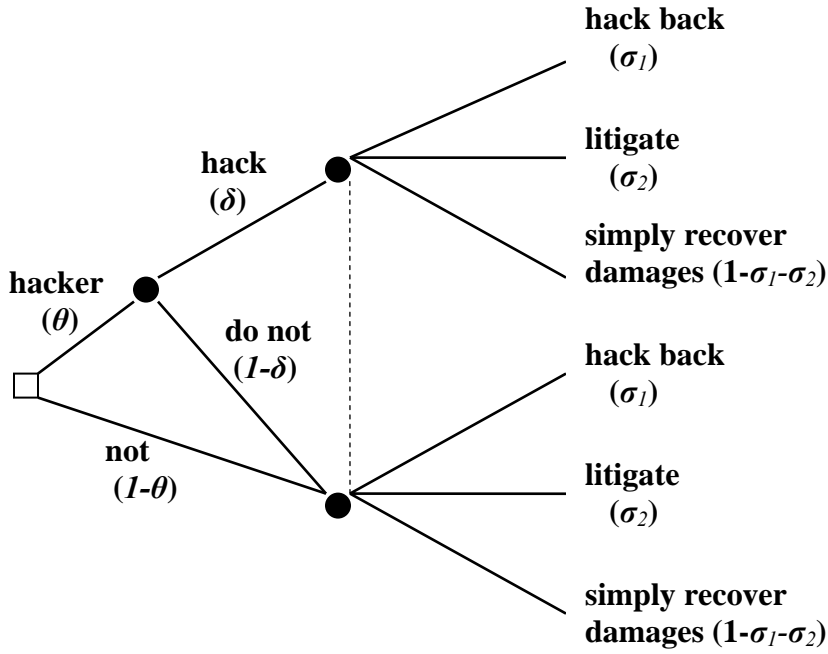 hack back
(σ1)
hack
(δ)
litigate
(σ2)
simply recover
damages (1-σ1-σ2)
hacker
(θ)
do not
(1-δ)
not
(1-θ)
hack back
(σ1)
litigate
(σ2)
simply recover
damages (1-σ1-σ2)